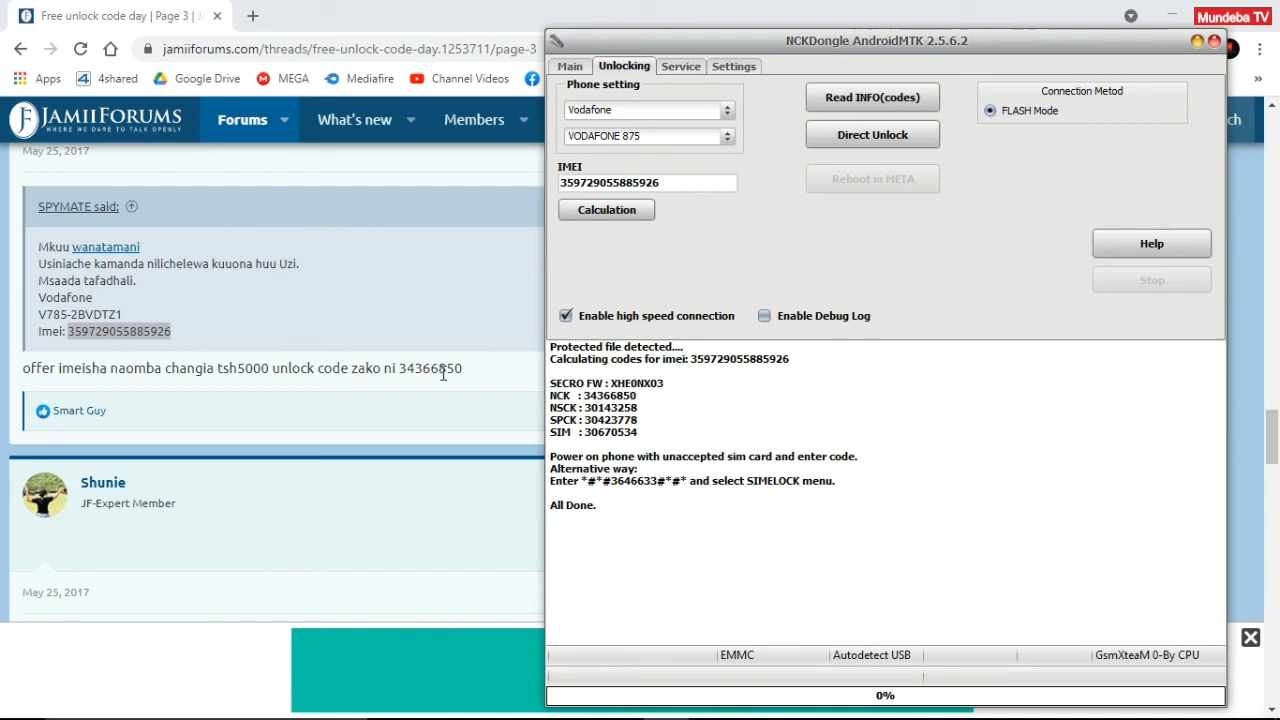 Free unlock code day | Page 3 | J
Mundeba TV
jamiiforums.com/threads/free-unlock-code-day.1253711/page-3
Apps
4shared
Google Drive
MEGA
Mediafire
Channel Videos
JAMIIFORUMS
WHERE WE DARE TO TALK OPENLY
Forums
What's new
Members
ch
May 25, 2017
SPYMATE said:
Mkuu wanatamani
Usiniache kamanda nilichelewa kuona huu Uzi.
Msaada tafadhali.
Vodafone
V785-2BVDTZ1
Imei: 359729055885926
offer imeisha naomba changia tsh5000 unlock code zako ni 34366850
Smart Guy
Shunie
JF-Expert Member
May 25, 2017
NCKDongle AndroidMTK 2.5.6.2
Main
Unlocking
Service
Settings
Phone setting
Vodafone
VODAFONE 875
IMEI
359729055885926
Calculation
Read INFO(codes)
Direct Unlock
Reboot in META
Connection Metod
FLASH Mode
Help
Stop
Enable high speed connection
Enable Debug Log
Protected file detected....
Calculating codes for imei: 359729055885926
SECRO FW : XHE0NX03
NCK : 34366850
NSCK : 30143258
SPCK : 30423778
SIM : 30670534
Power on phone with unaccepted sim card and enter code.
Alternative way:
Enter *#*#3646633#*#* and select SIMELOCK menu.
All Done.
EMMC
Autodetect USB
GsmXteaM 0-By CPU
0%